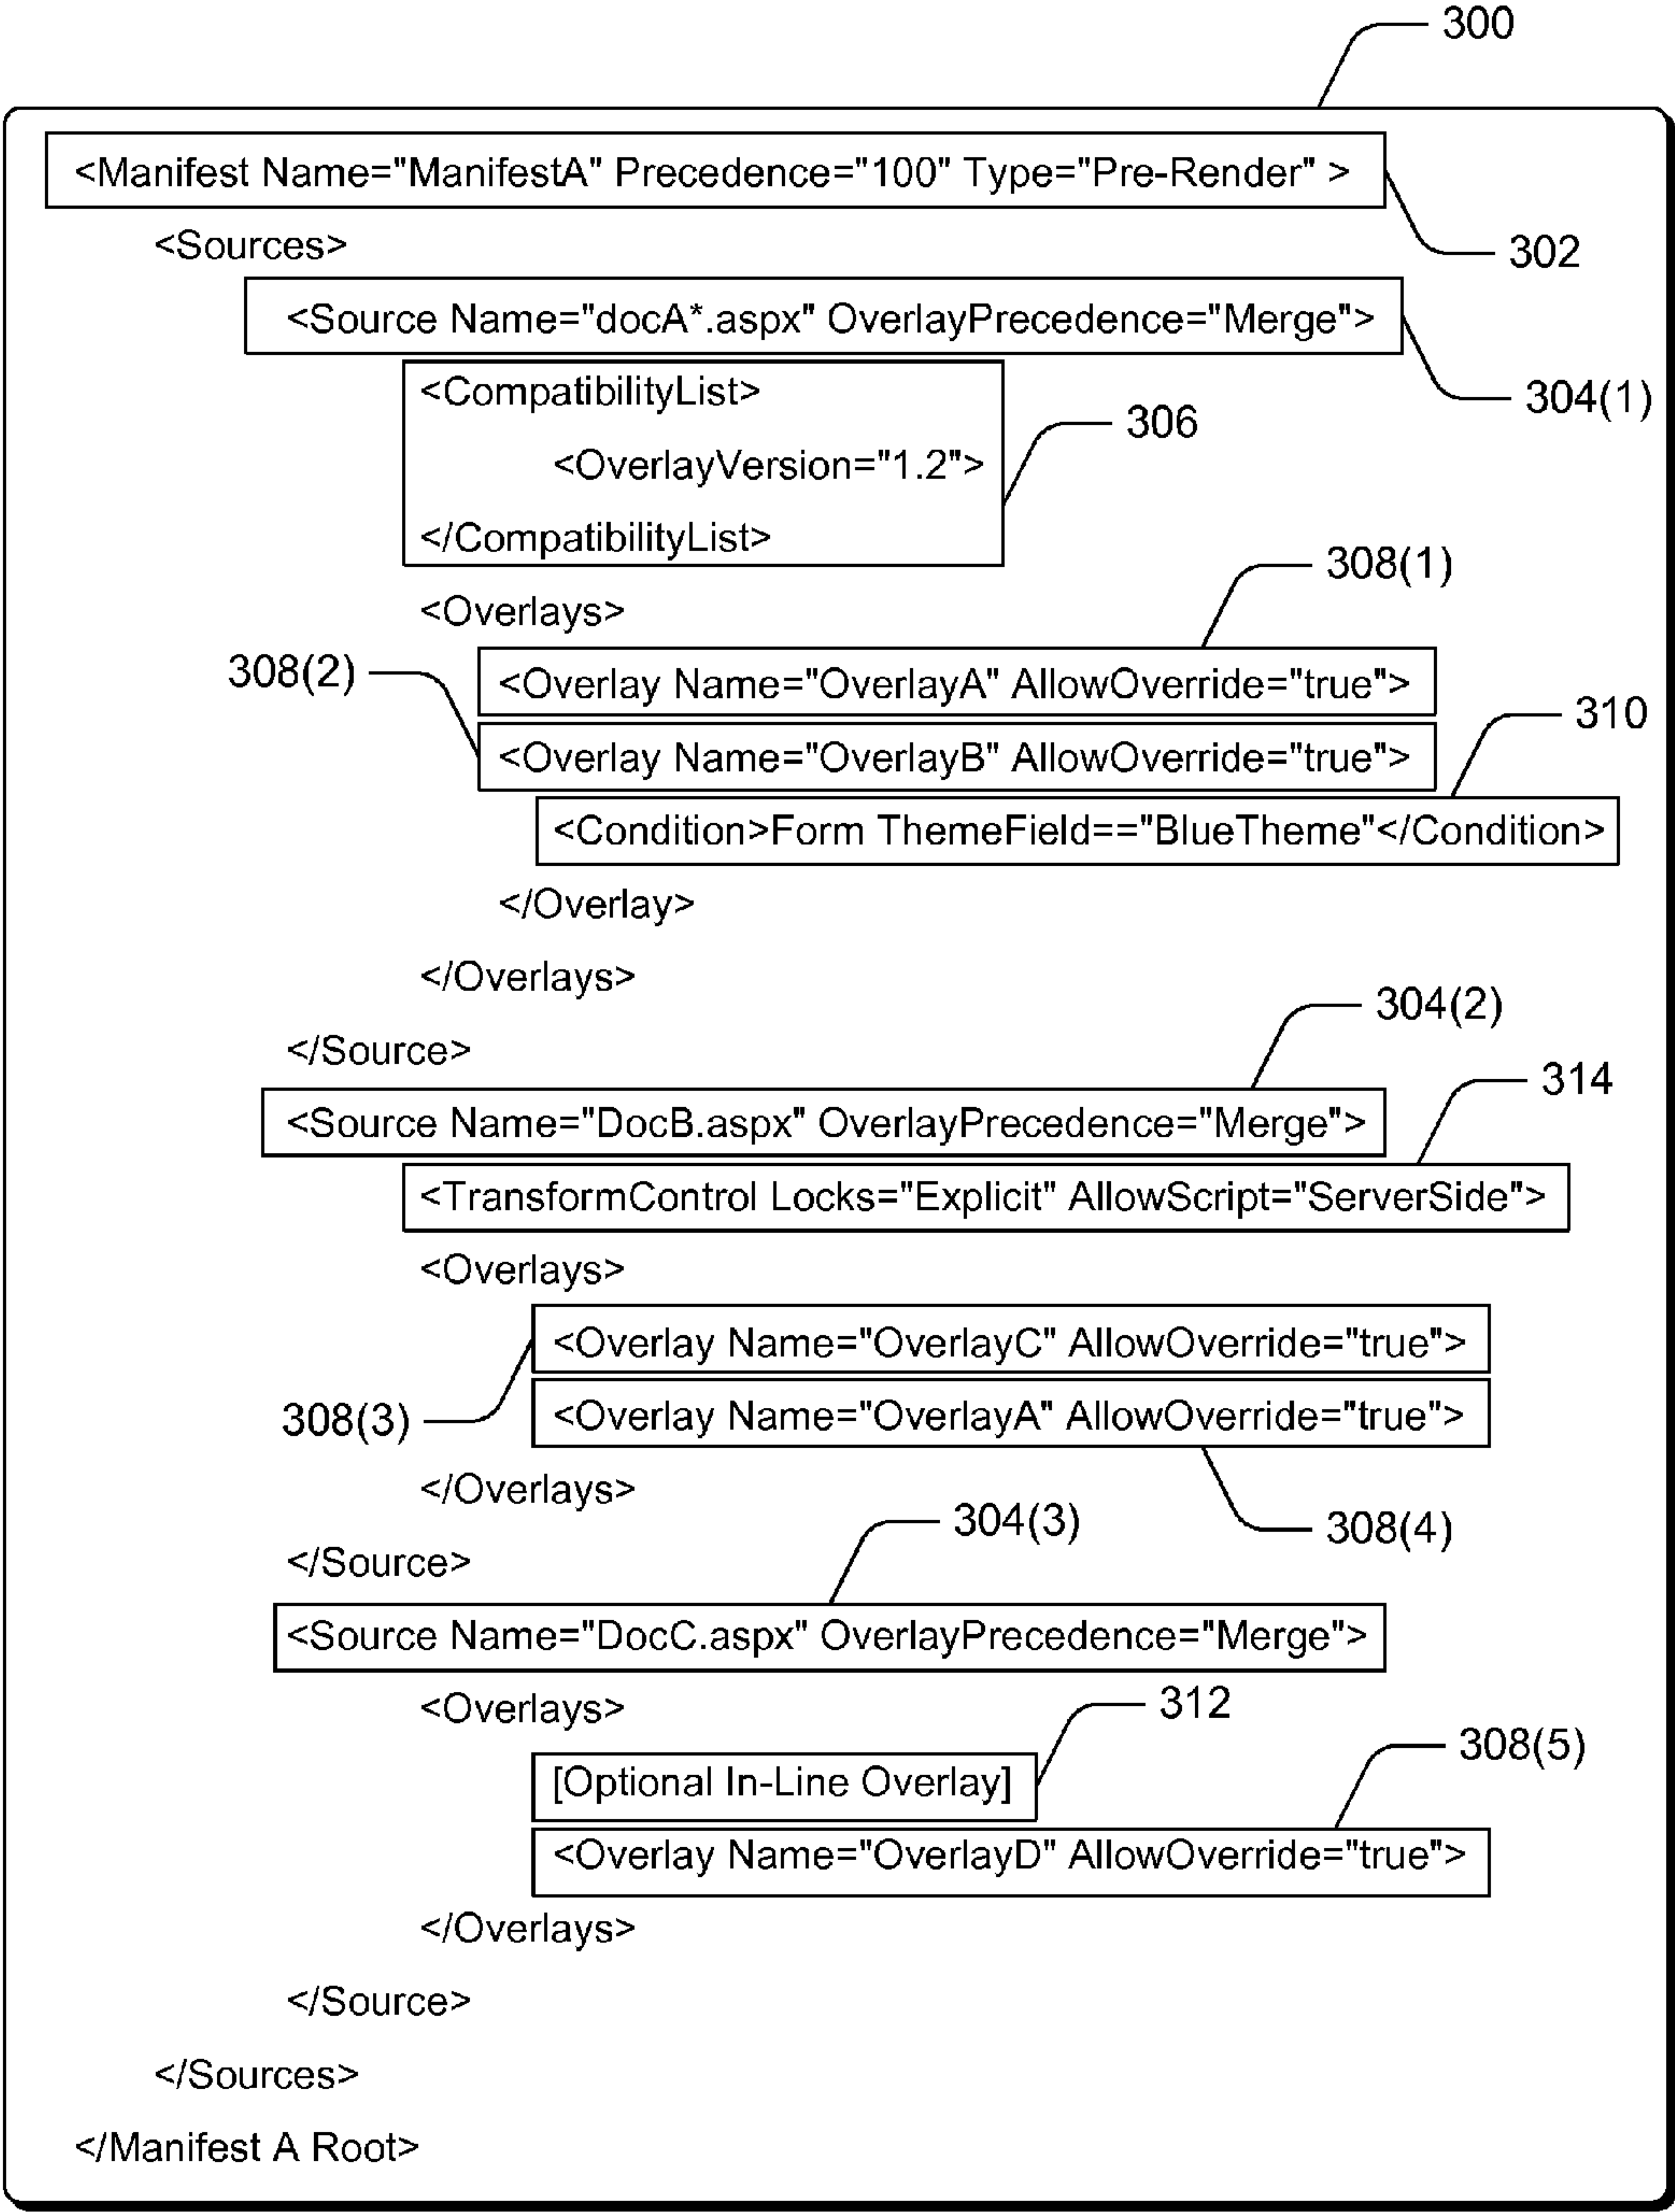 300
<Manifest Name="ManifestA" Precedence="100" Type="Pre-Render" >
<Sources>
302
<Source Name="docA*.aspx" OverlayPrecedence="Merge">
304(1)
<CompatibilityList>
306
<OverlayVersion="1.2">
</CompatibilityList>
308(1)
<Overlays>
308(2)
<Overlay Name="OverlayA" AllowOverride="true">
310
<Overlay Name="OverlayB" AllowOverride="true">
<Condition>Form ThemeField=="BlueTheme"</Condition>
</Overlay>
</Overlays>
304(2)
</Source>
314
<Source Name="DocB.aspx" OverlayPrecedence="Merge">
<TransformControl Locks="Explicit" AllowScript="ServerSide">
<Overlays>
<Overlay Name="OverlayC" AllowOverride="true">
308(3)
<Overlay Name="OverlayA" AllowOverride="true">
</Overlays>
304(3)
308(4)
</Source>
<Source Name="DocC.aspx" OverlayPrecedence="Merge">
<Overlays>
312
308(5)
[Optional In-Line Overlay]
<Overlay Name="OverlayD" AllowOverride="true">
</Overlays>
</Source>
</Sources>
</Manifest A Root>